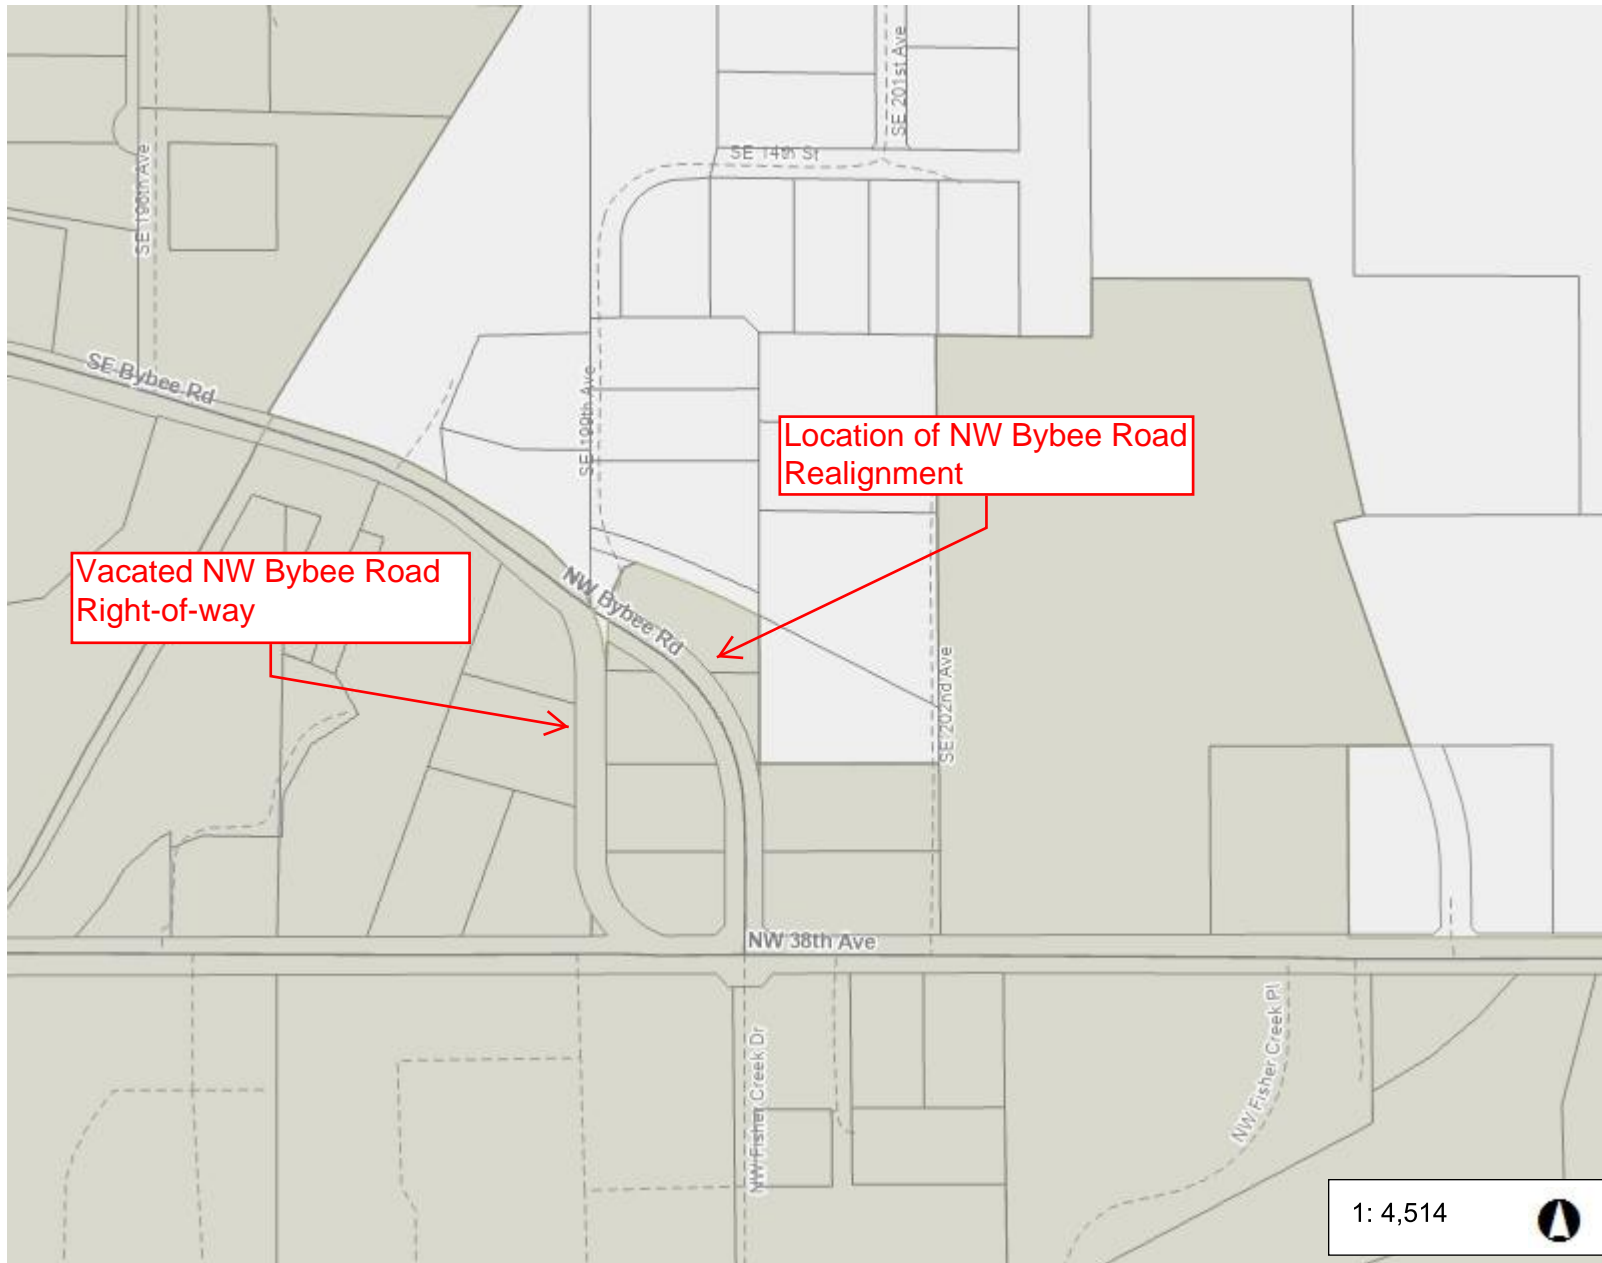 SE 201st Ave
SE 14th St
SE 196th Ave
SE Bybee Rd
SE 199th Ave
Location of NW Bybee Road
Realignment
Vacated NW Bybee Road
Right-of-way
NW Bybee Rd
SE 202nd Ave
NW 38th Ave
NW Fisher Creek Dr
NW Fisher Creek Pl
1: 4,514